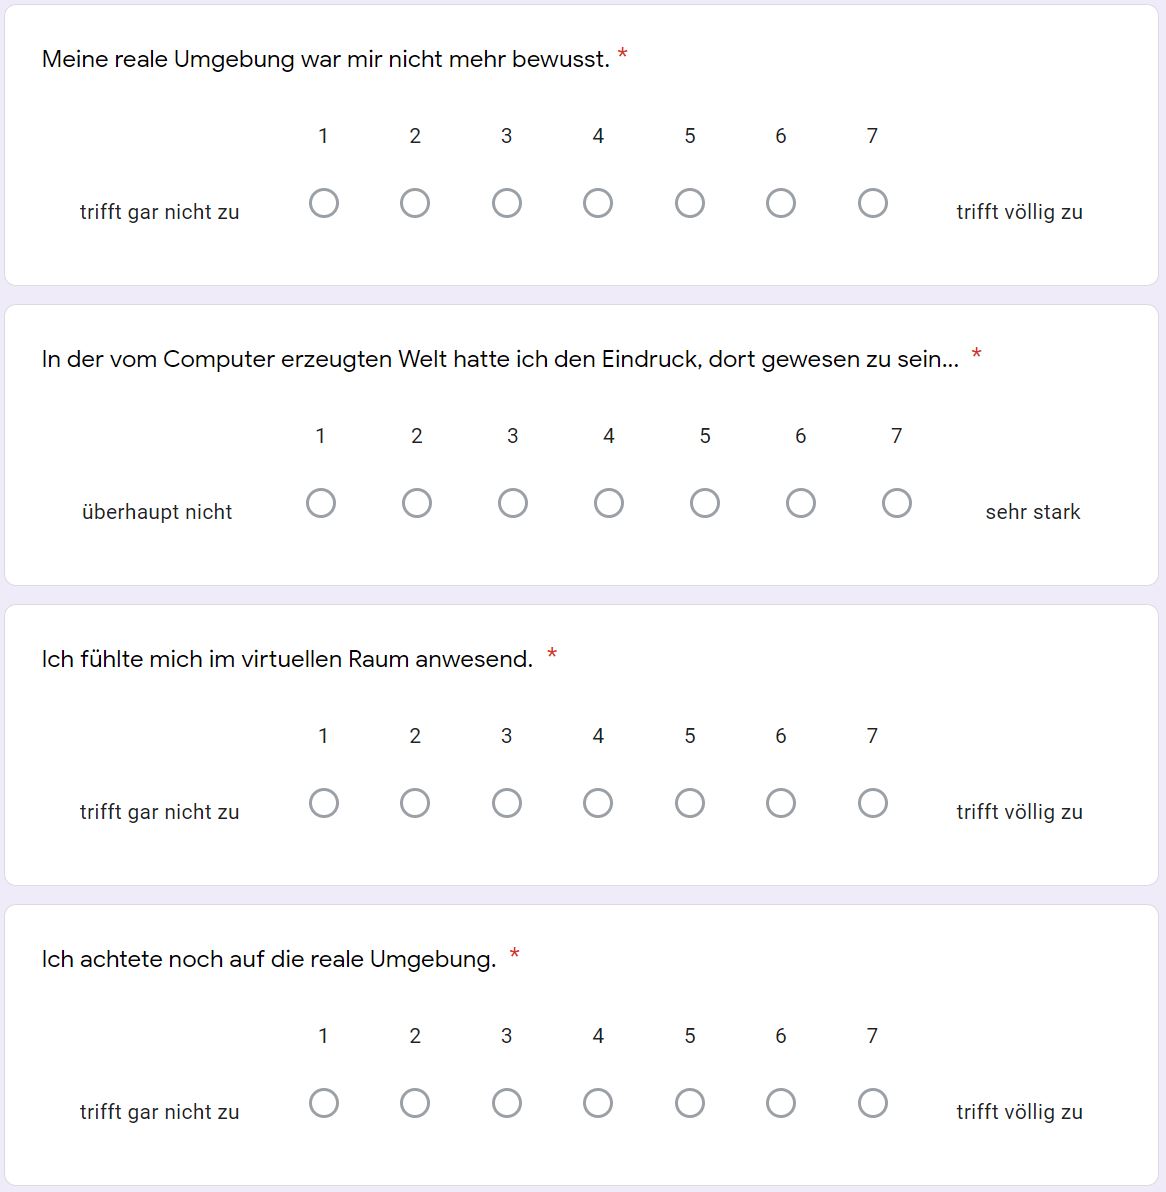 Meine reale Umgebung war mir nicht mehr bewusst. *
1 2 3 4 5 6 7
trifft gar nicht zu trifft völlig zu
In der vom Computer erzeugten Welt hatte ich den Eindruck, dort gewesen zu sein... *
1 2 3 4 5 6 7
überhaupt nicht sehr stark
Ich fühlte mich im virtuellen Raum anwesend. *
1 2 3 4 5 6 7
trifft gar nicht zu trifft völlig zu
Ich achtete noch auf die reale Umgebung. *
1 2 3 4 5 6 7
trifft gar nicht zu trifft völlig zu